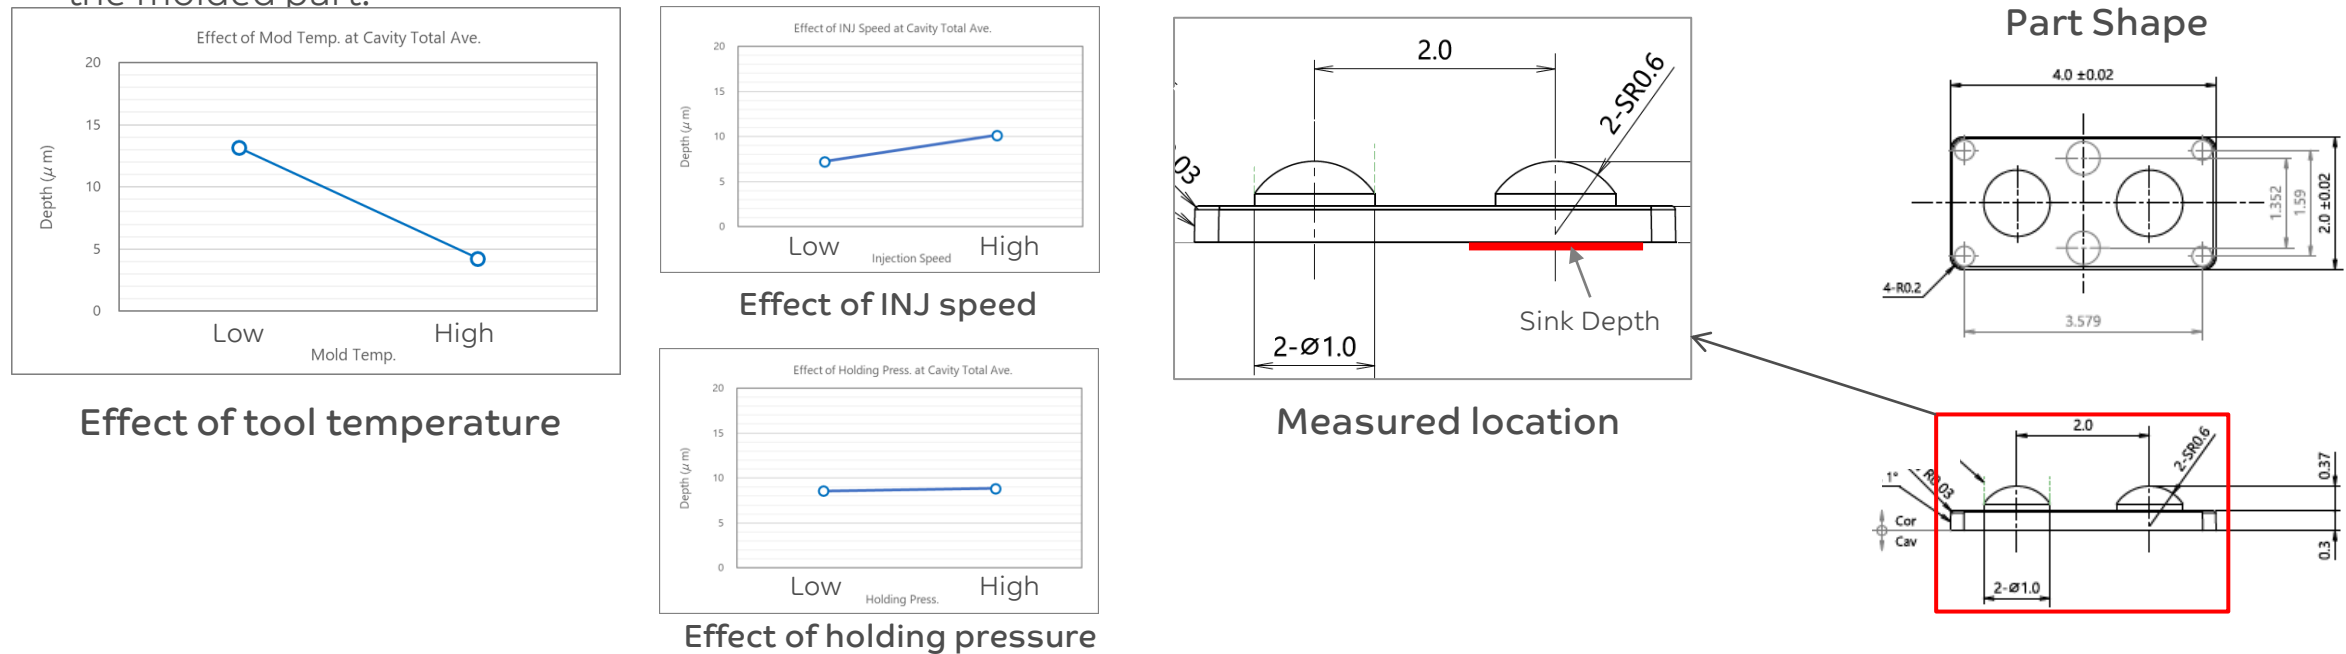 the molded part.
Effect of Mod Temp. at Cavity Total Ave.
20
15
10
5
0
Depth (μ m)
Low
High
Mold Temp.
Effect of tool temperature
Effect of INJ Speed at Cavity Total Ave.
20
15
10
5
0
Depth (μ m)
Low
High
Injection Speed
Effect of INJ speed
Effect of Holding Press. at Cavity Total Ave.
20
15
10
5
0
Depth (μ m)
Low
High
Holding Press.
Effect of holding pressure
2.0
2-SR0.6
03
2-Ø1.0
Sink Depth
Measured location
Part Shape
4.0 ±0.02
1.352
1.59
2.0 ±0.02
4-R0.2
3.579
2.0
2-SR0.6
0.37
1°
R0.03
Cor
Cav
0.3
2-Ø1.0